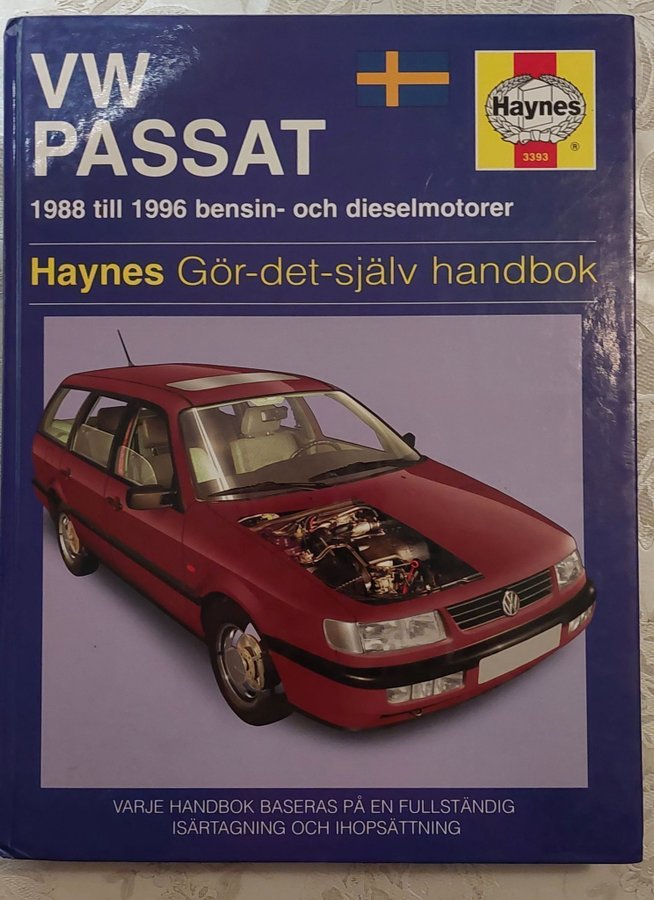 VW
PASSAT
Haynes
3393
®
1988 till 1996 bensin- och dieselmotorer
Haynes Gör-det-själv handbok
VARJE HANDBOK BASERAS PÅ EN FULLSTÄNDIG
ISÄRTAGNING OCH IHOPSÄTTNING